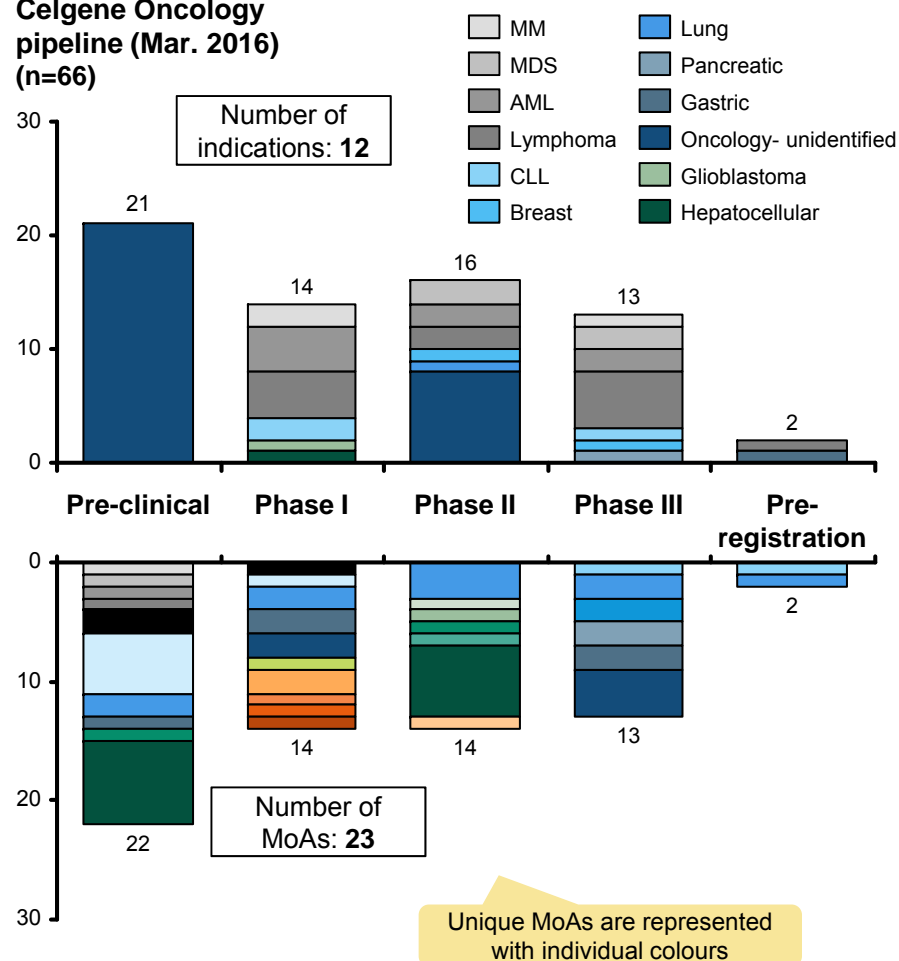 Celgene Oncology
pipeline (Mar. 2016)
(n=66)
MM
MDS
AML
Lymphoma
CLL
Breast
Lung
Pancreatic
Gastric
Oncology- unidentified
Glioblastoma
Hepatocellular
Number of
indications: 12
30
20
10
0
21
14
16
13
2
Pre-clinical
Phase I
Phase II
Phase III
Pre-
registration
0
10
20
30
22
14
14
13
2
Number of
MoAs: 23
Unique MoAs are represented
with individual colours